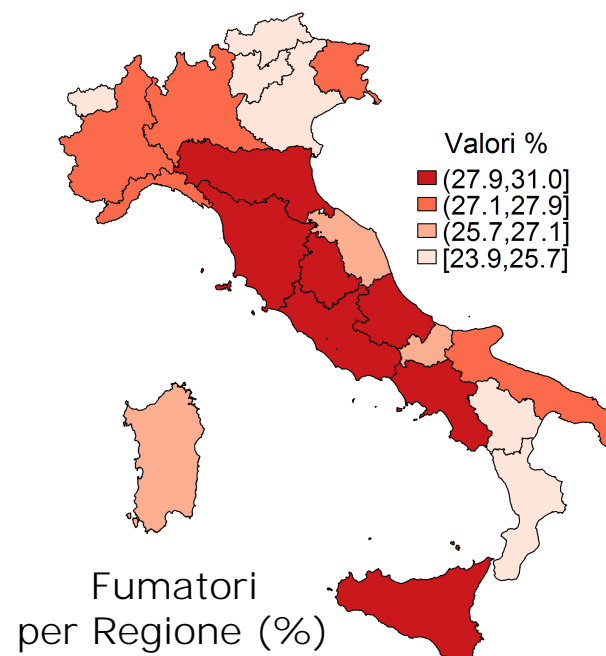 Valori %
(27.9,31.0]
(27.1,27.9]
(25.7,27.1]
[23.9,25.7]
Fumatori
per Regione (%)